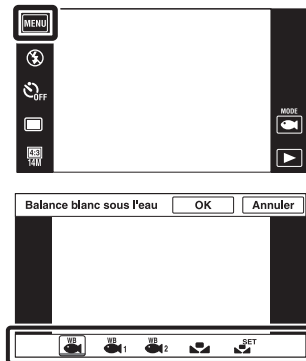 MENU
OFF
4:3
14M
MODE
Balance blanc sous l'eau OK Annuler
WB WB 1 WB 2 SET